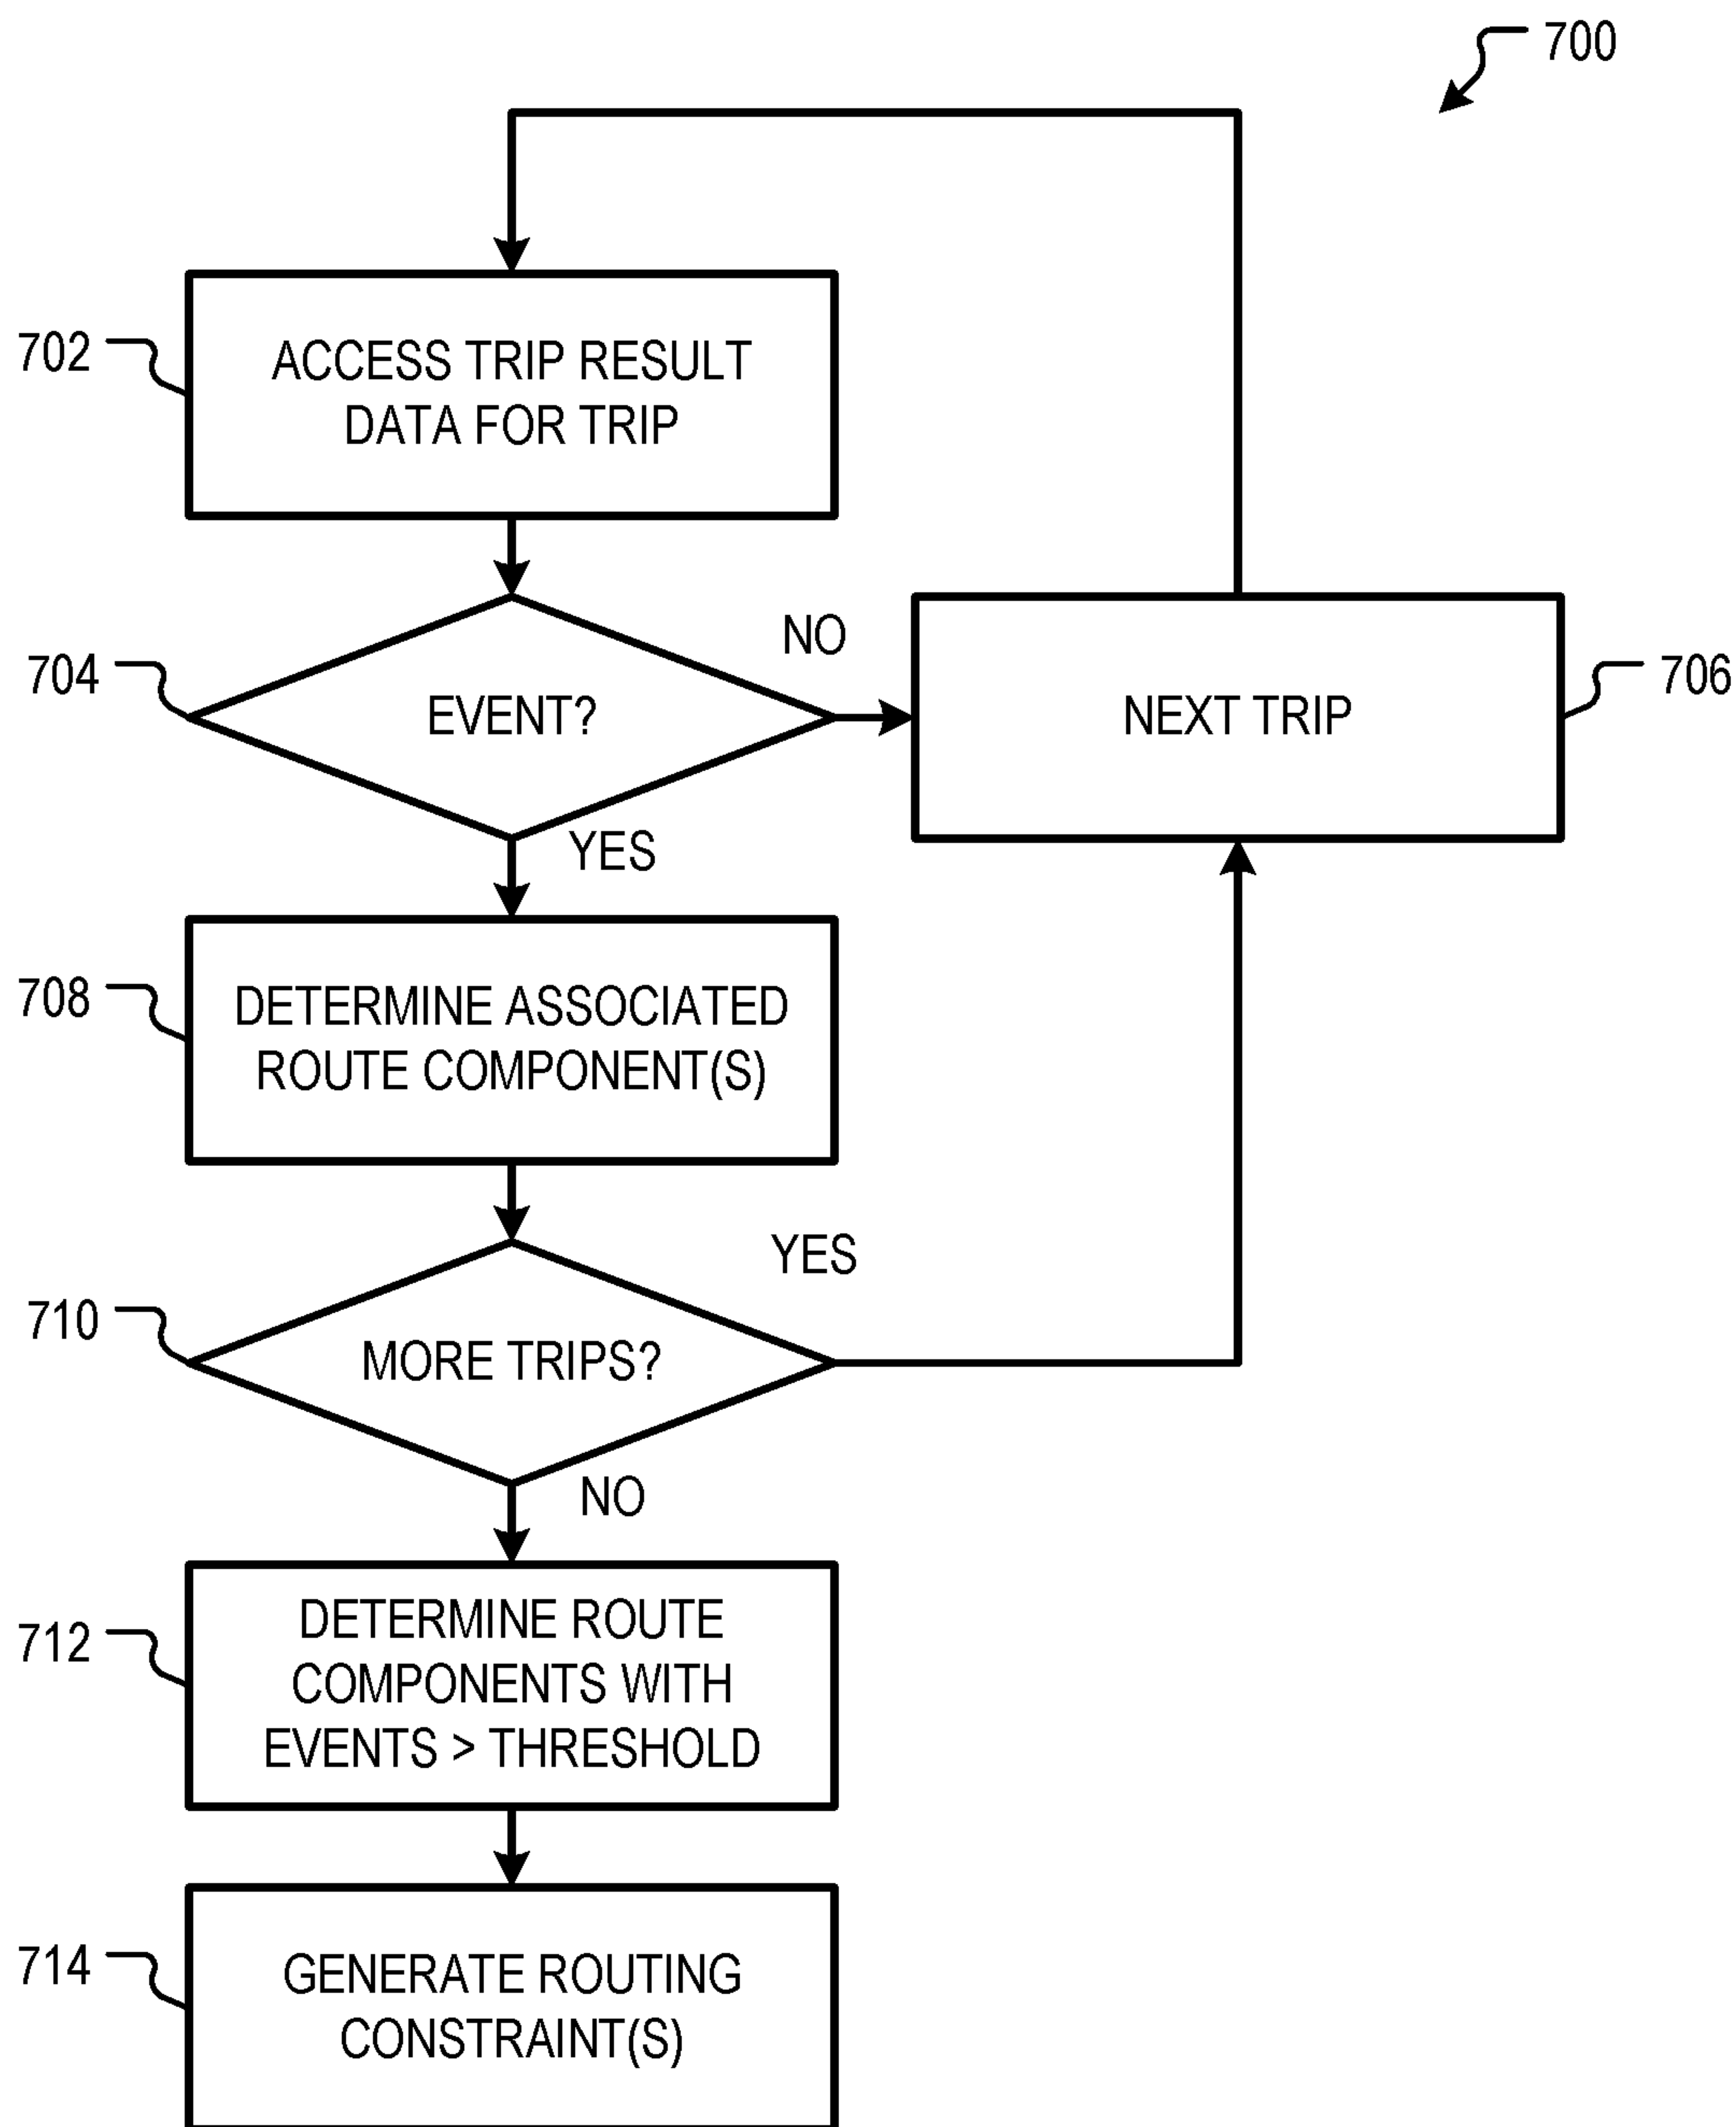 700
702
ACCESS TRIP RESULT
DATA FOR TRIP
704
EVENT?
NO
NEXT TRIP
706
YES
708
DETERMINE ASSOCIATED
ROUTE COMPONENT(S)
710
MORE TRIPS?
YES
NO
712
DETERMINE ROUTE
COMPONENTS WITH
EVENTS > THRESHOLD
714
GENERATE ROUTING
CONSTRAINT(S)